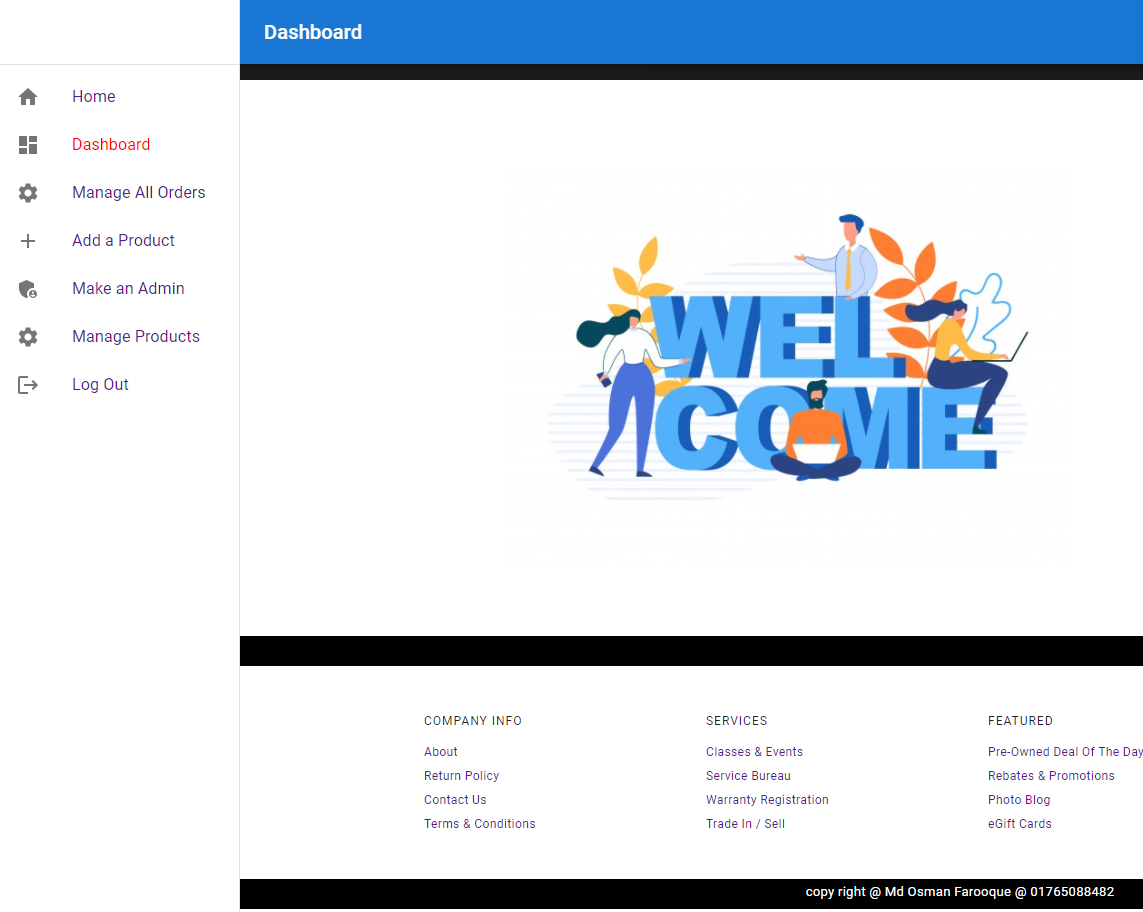 Dashboard
Home
Dashboard
Manage All Orders
Add a Product
Make an Admin
Manage Products
Log Out
WEL
COME
COMPANY INFO
About
Return Policy
Contact Us
Terms & Conditions
SERVICES
Classes & Events
Service Bureau
Warranty Registration
Trade In / Sell
FEATURED
Pre-Owned Deal Of The Day
Rebates & Promotions
Photo Blog
eGift Cards
copy right @ Md Osman Farooque @ 01765088482